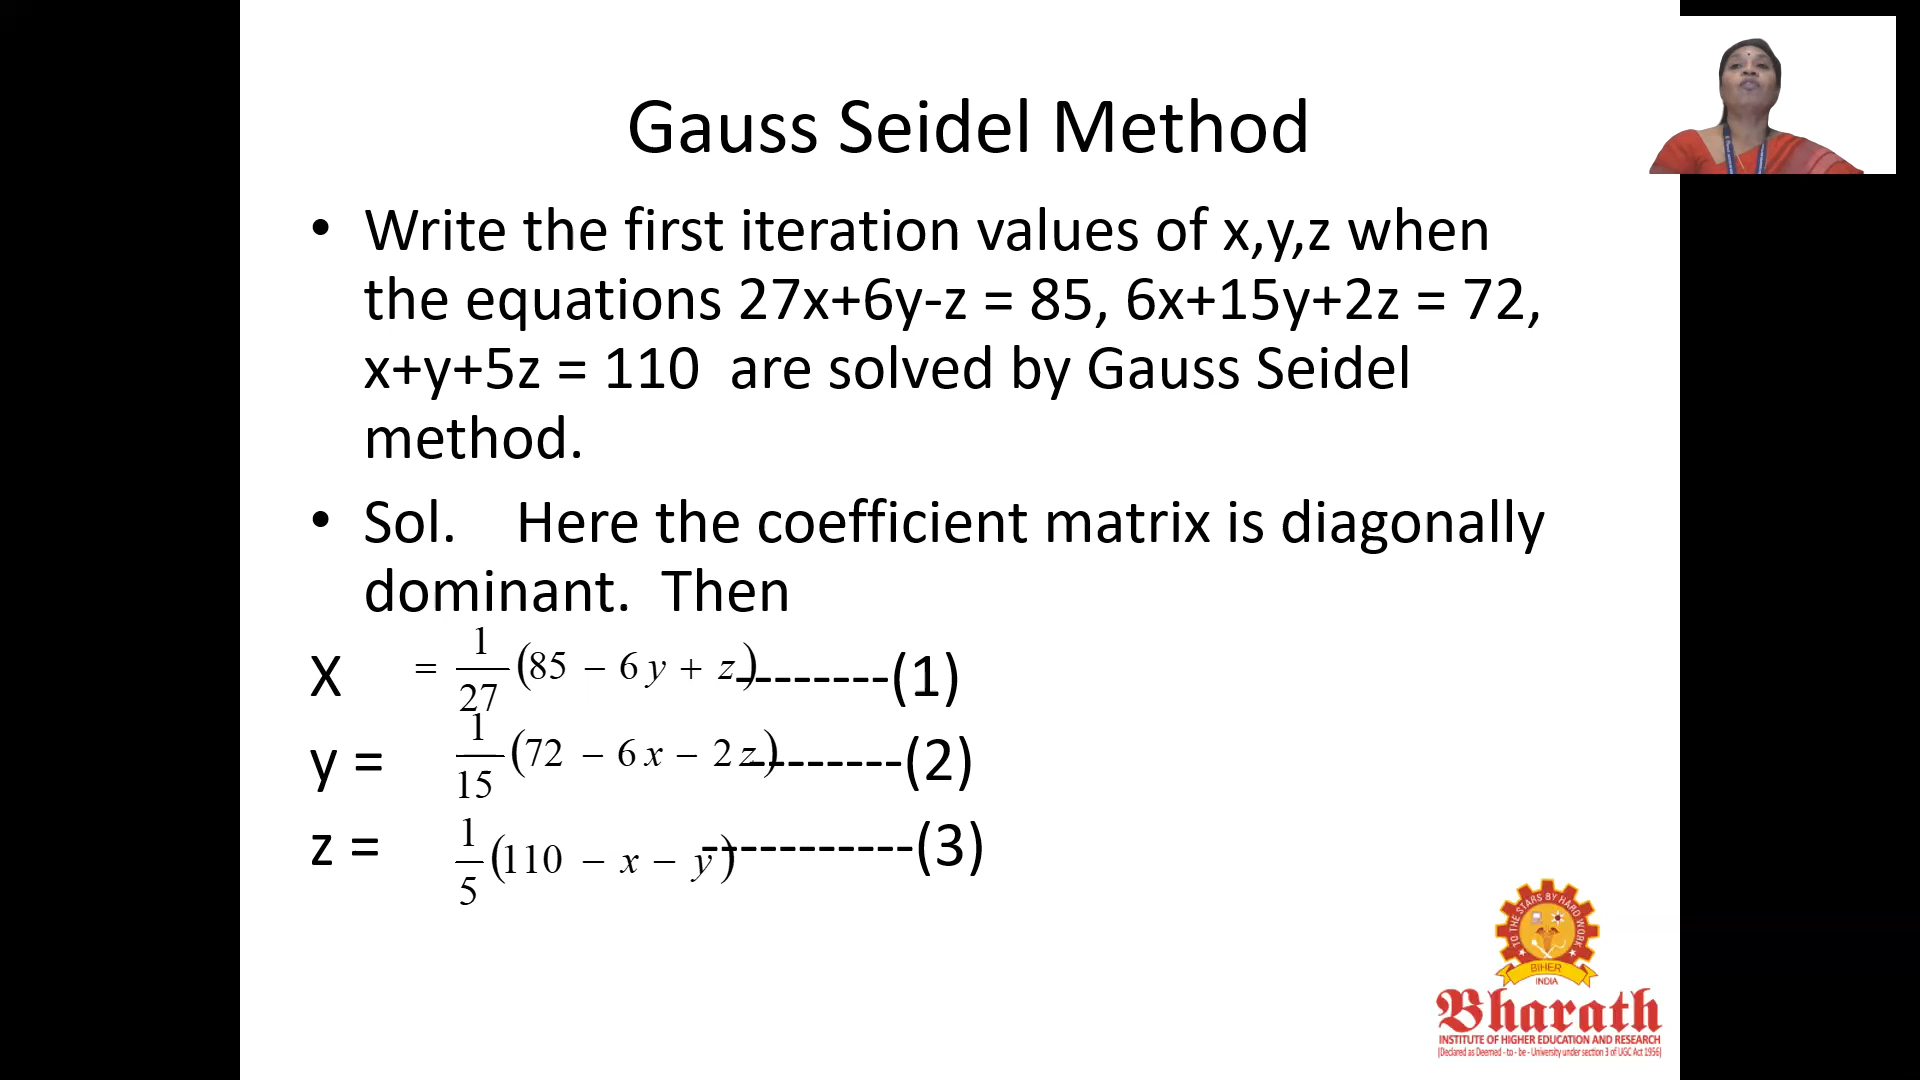 Gauss Seidel Method
• Write the first iteration values of x,y,z when
the equations 27x+6y-z = 85, 6x+15y+2z = 72,
x+y+5z = 110 are solved by Gauss Seidel
method.
• Sol. Here the coefficient matrix is diagonally
dominant. Then
X = 1/27 (85 − 6y + z) --------(1)
y = 1/15 (72 − 6x − 2z) ---------(2)
z = 1/5 (110 − x − y) -----------(3)
TO THE STARS BY HARD WORK
BIHER
INDIA
Bharath
INSTITUTE OF HIGHER EDUCATION AND RESEARCH
(Declared as Deemed - to - be - University under section 3 of UGC Act 1956)